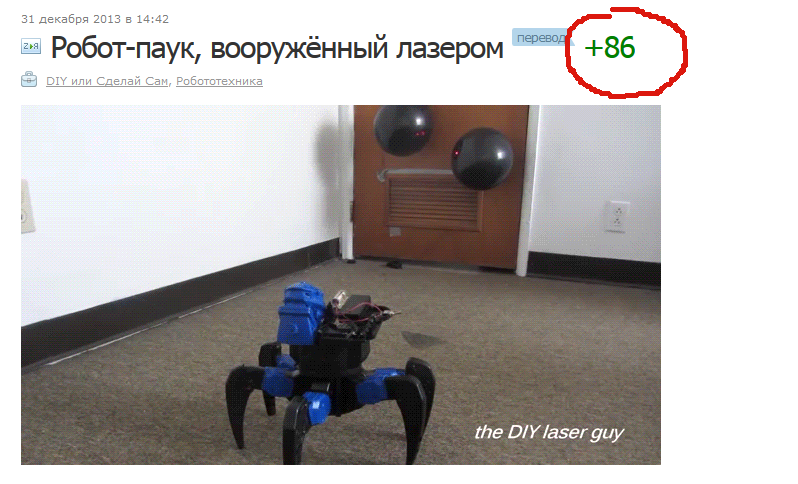 31 декабря 2013 в 14:42
Робот-паук, вооружённый лазером перевод +86
DIY или Сделай Сам, Робототехника
the DIY laser guy